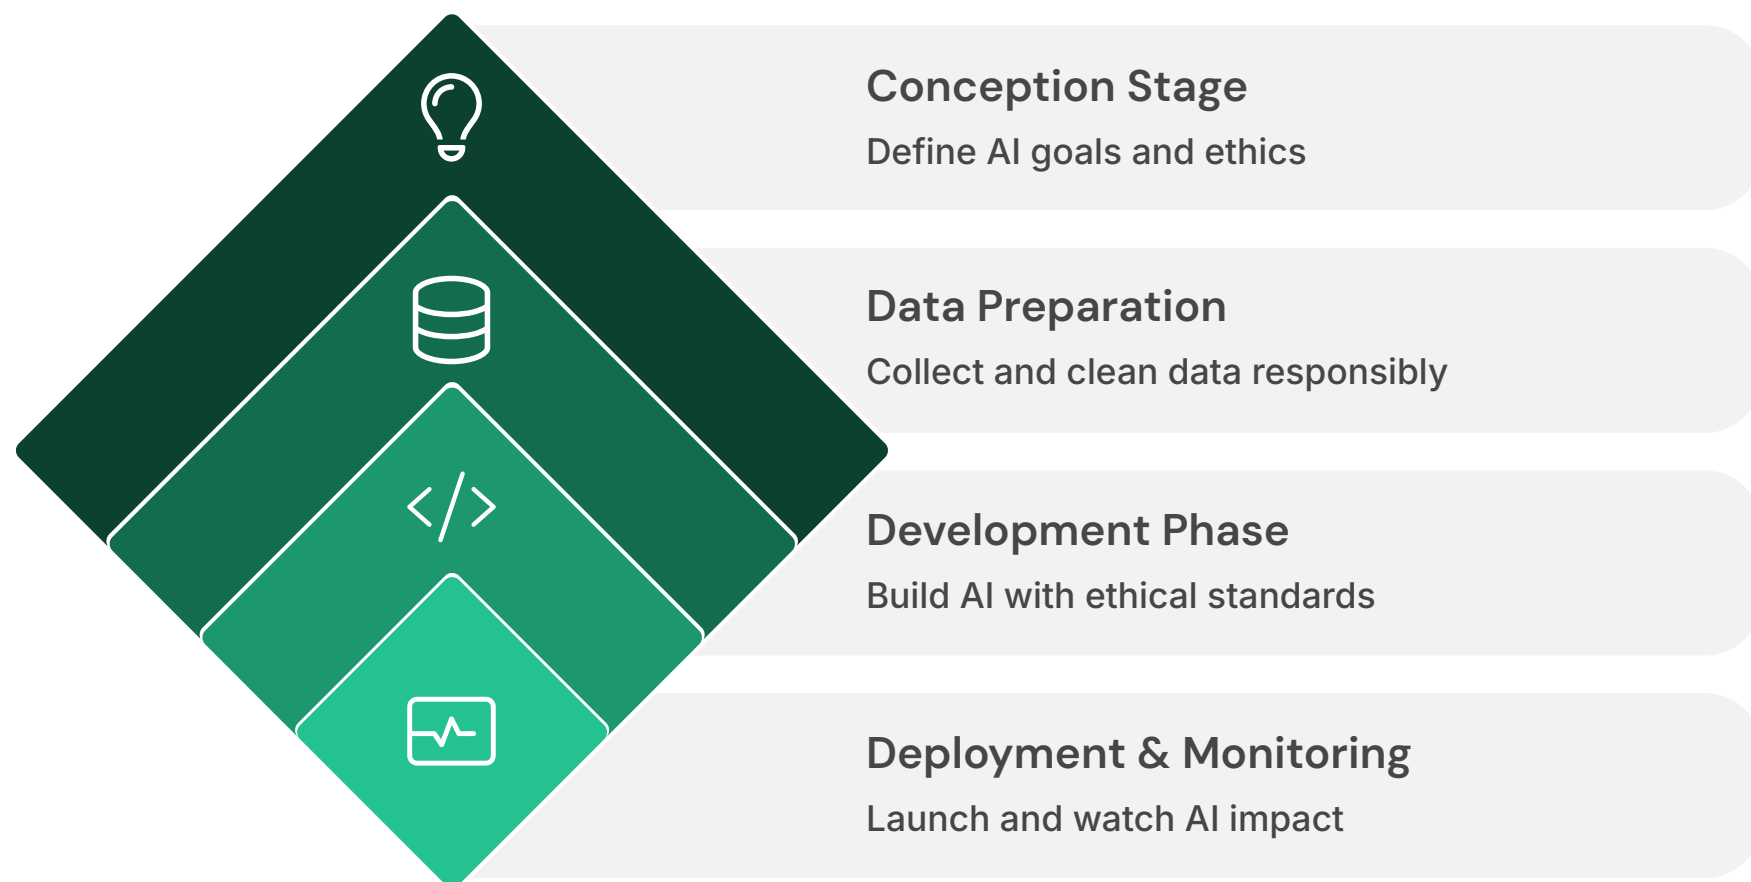 Conception Stage
Define AI goals and ethics
Data Preparation
Collect and clean data responsibly
Development Phase
Build AI with ethical standards
Deployment & Monitoring
Launch and watch AI impact